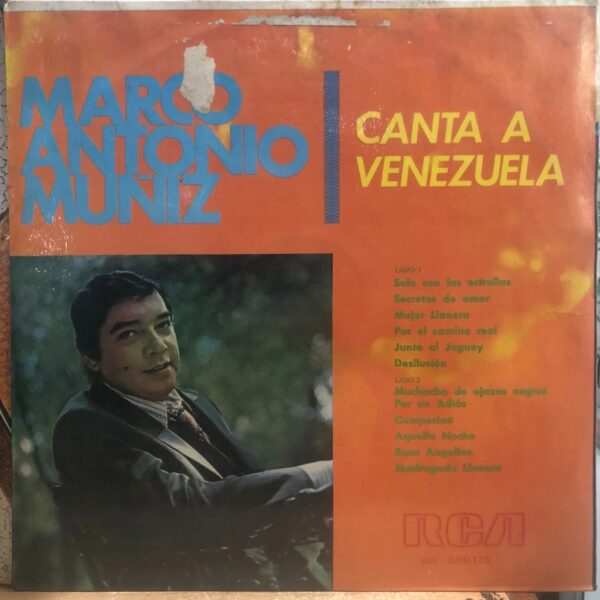 MARCO
ANTONIO
MUÑIZ
CANTA A
VENEZUELA
LADO 1
Solo con las estrellas
Secretos de amor
Mujer Llanera
Por el camino real
Junto al Jaguey
Desilusión
LADO 2
Muchacha de ojazos negros
Por un Adiós
Campesina
Aquella Noche
Rosa Angelina
Madrugada Llanera
RCA
600175